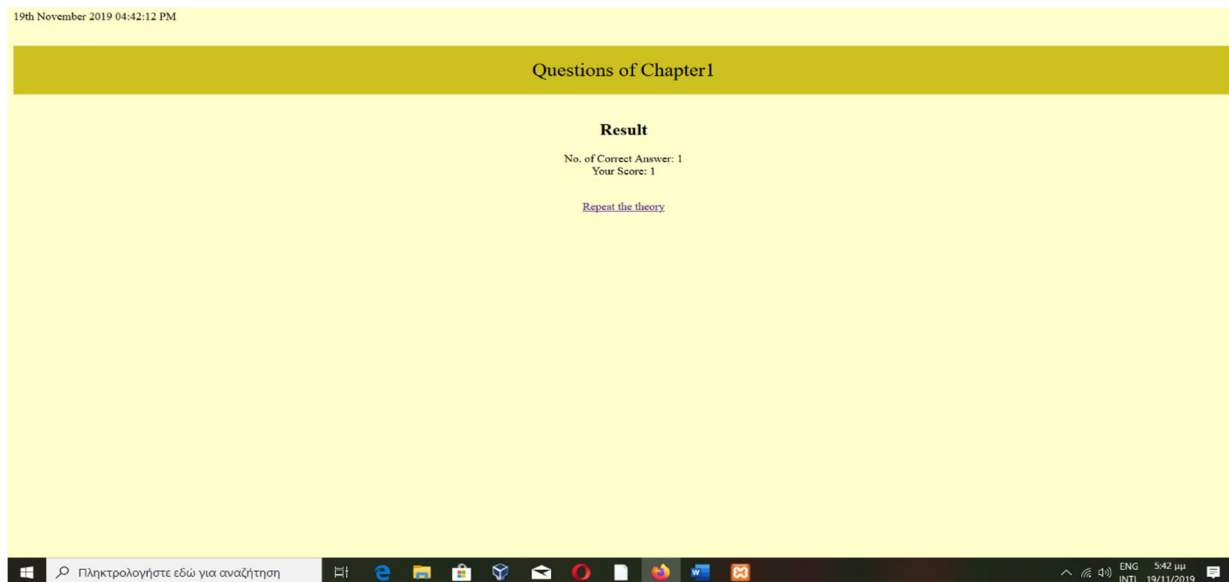 19th November 2019 04:42:12 PM
Questions of Chapter1
Result
No. of Correct Answer: 1
Your Score: 1
Repeat the theory
Πληκτρολογήστε εδώ για αναζήτηση
ENG 5:42 μμ
INTL 19/11/2019